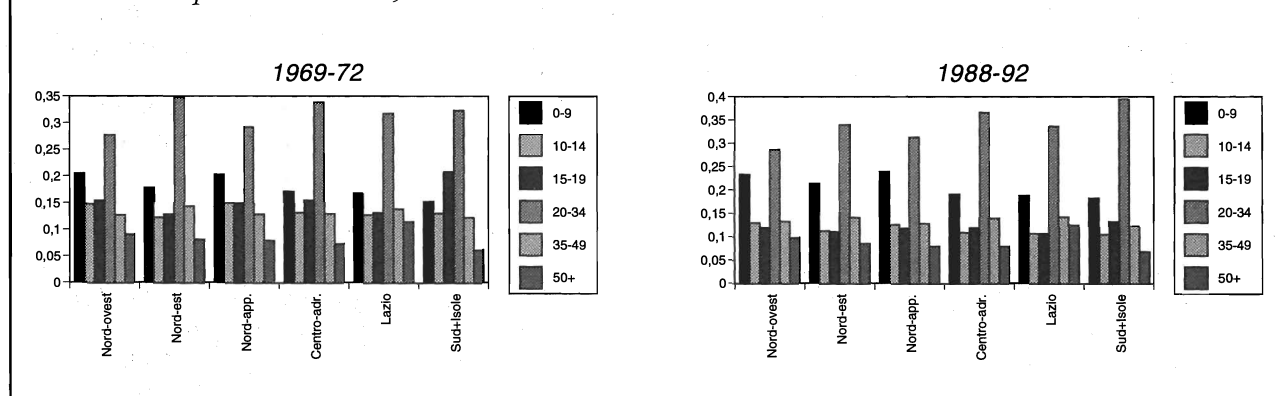 1969-72
0,35
0,3
0,25
0,2
0,15
0,1
0,05
0
Nord-ovest
Nord-est
Nord-app.
Centro-adr.
Lazio
Sud+Isole
0-9
10-14
15-19
20-34
35-49
50+
1988-92
0,4
0,35
0,3
0,25
0,2
0,15
0,1
0,05
0
Nord-ovest
Nord-est
Nord-app.
Centro-adr.
Lazio
Sud+Isole
0-9
10-14
15-19
20-34
35-49
50+